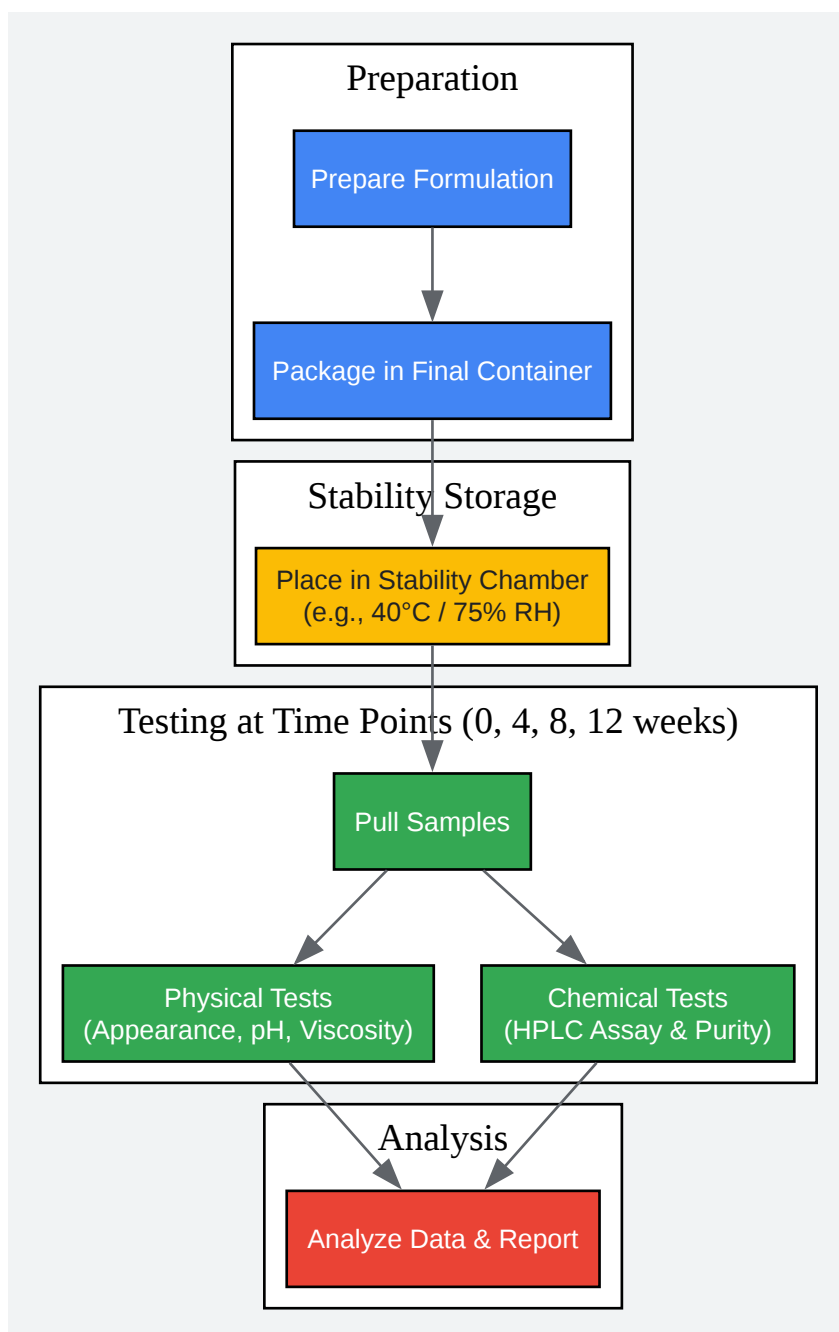 Preparation
Prepare Formulation
Package in Final Container
Stability Storage
Place in Stability Chamber
(e.g., 40°C / 75% RH)
Testing at Time Points (0, 4, 8, 12 weeks)
Pull Samples
Physical Tests
(Appearance, pH, Viscosity)
Chemical Tests
(HPLC Assay & Purity)
Analysis
Analyze Data & Report